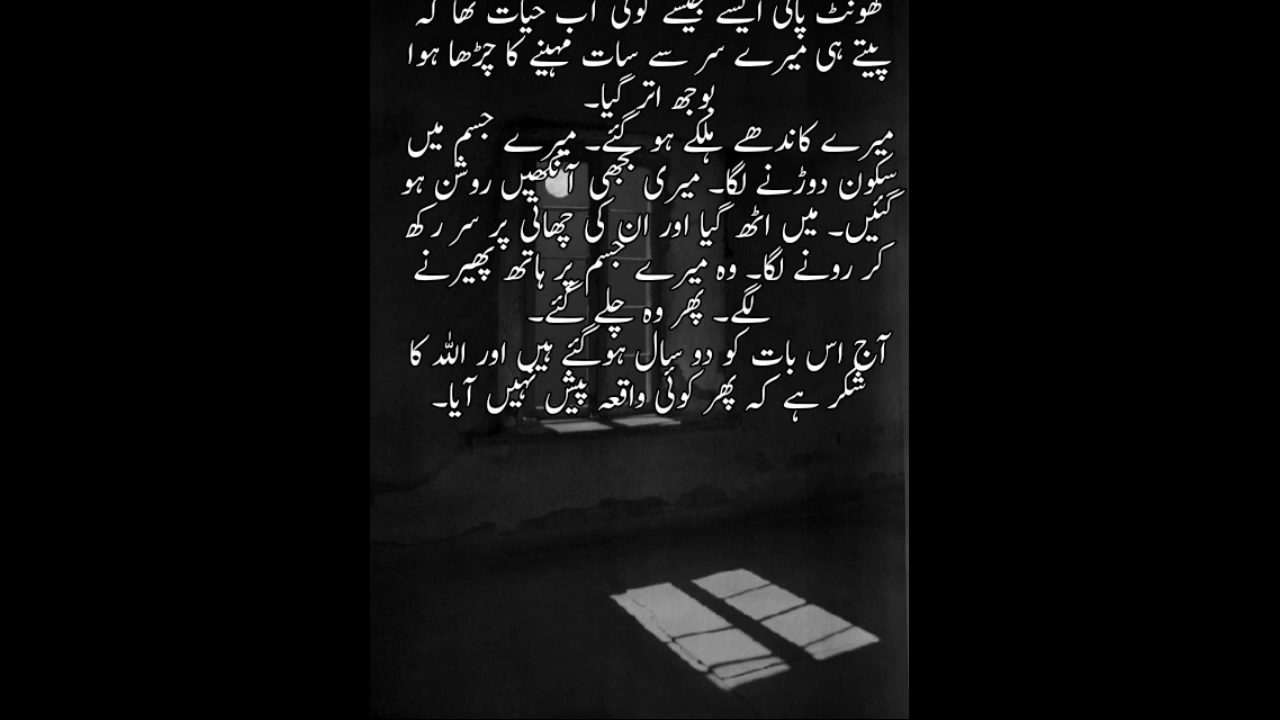 گھونٹ پانی ایسے جیسے کوئی آب حیات تھا کہ
پیتے ہی میرے سر سے سات مہینے کا چڑھا ہوا
بوجھ اتر گیا۔
میرے کاندھے ہلکے ہو گئے۔ میرے جسم میں
سکون دوڑنے لگا۔ میری بجھی آنکھیں روشن ہو
گئیں۔ میں اٹھ گیا اور ان کی چھاتی پر سر رکھ
کر رونے لگا۔ وہ میرے جسم پر ہاتھ پھیرنے
لگے۔ پھر وہ چلے گئے۔
آج اس بات کو دو سال ہوگئے ہیں اور اللہ کا
شکر ہے کہ پھر کوئی واقعہ پیش نہیں آیا۔